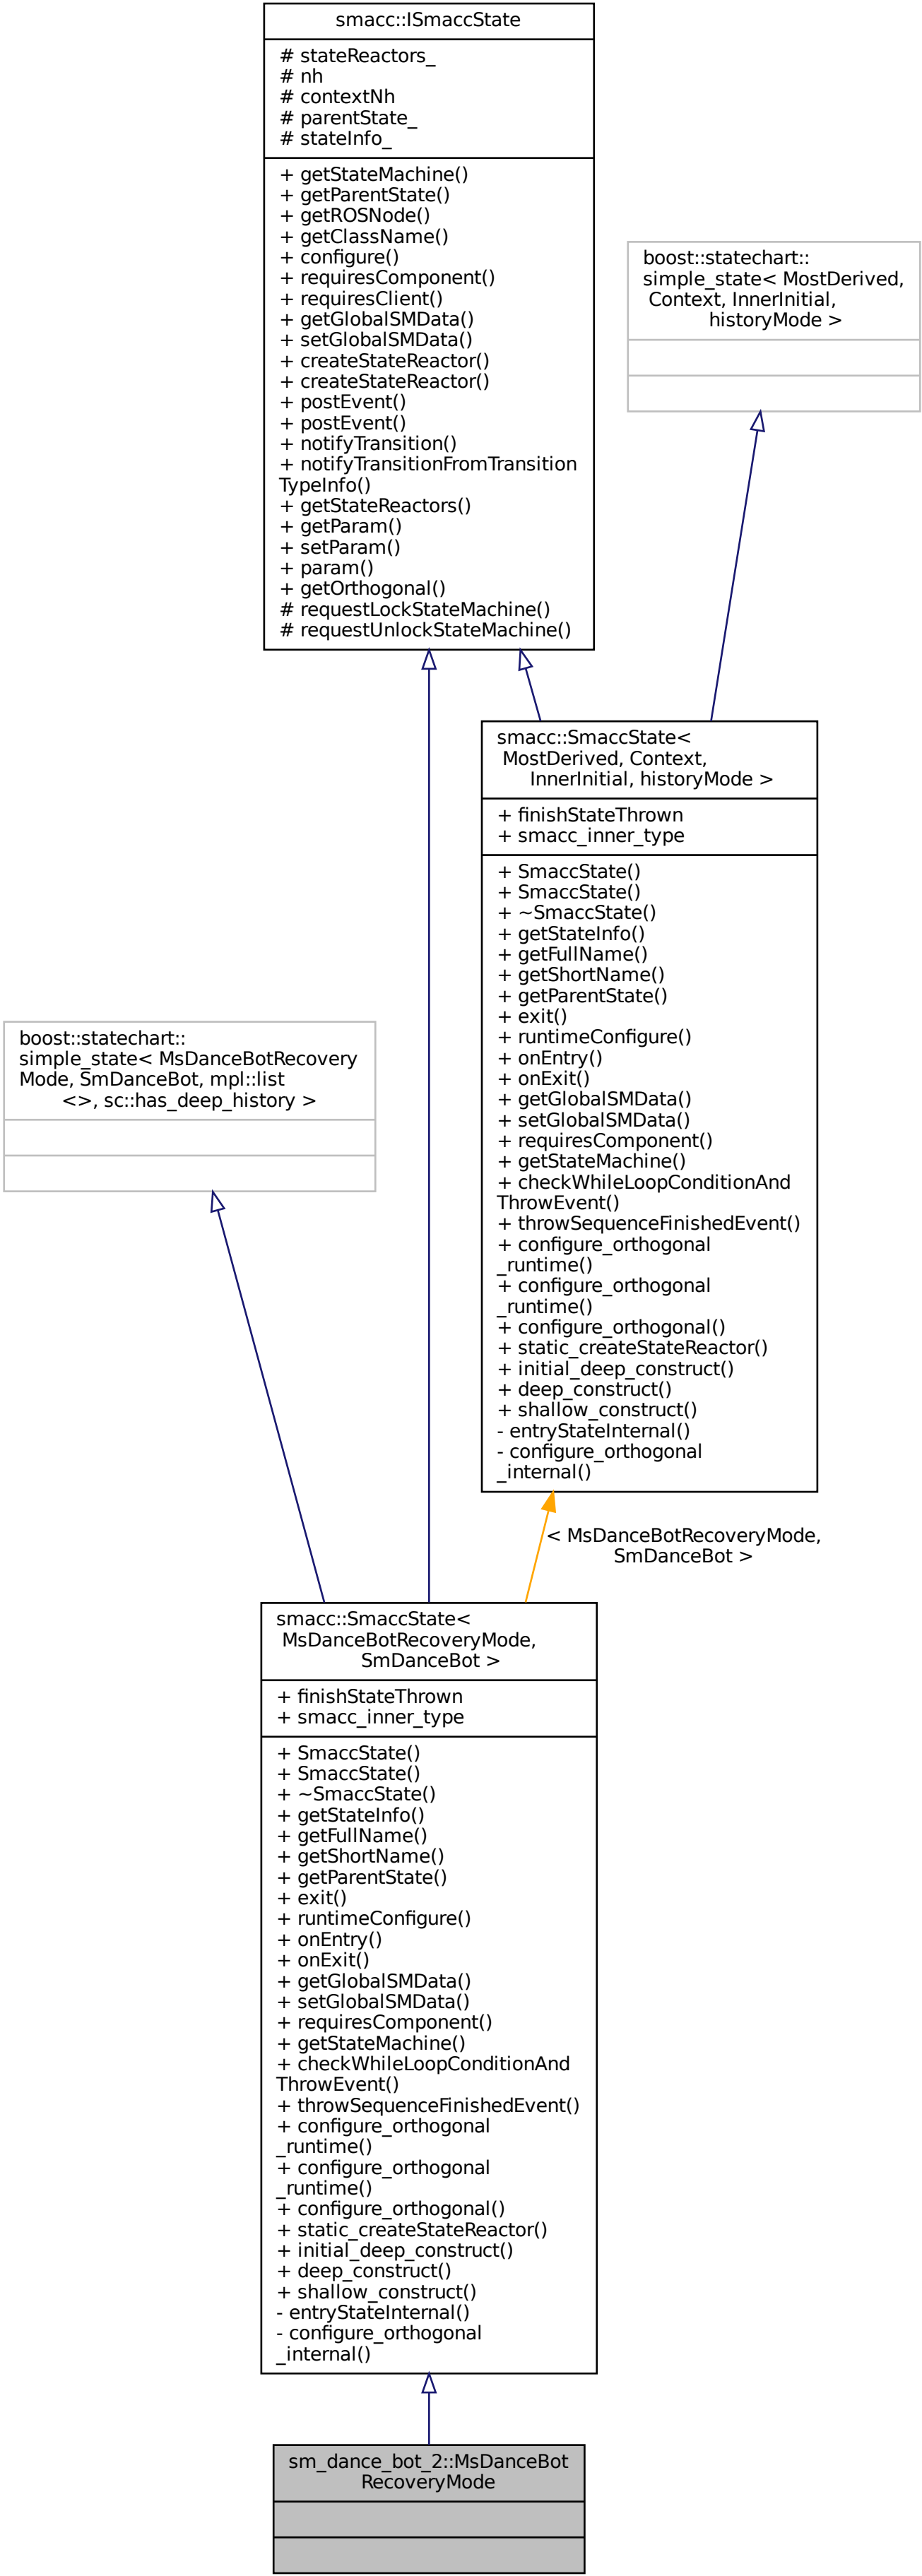 smacc::ISmaccState
# stateReactors_
# nh
# contextNh
# parentState_
# stateInfo_
+ getStateMachine()
+ getParentState()
+ getROSNode()
+ getClassName()
+ configure()
+ requiresComponent()
+ requiresClient()
+ getGlobalSMData()
+ setGlobalSMData()
+ createStateReactor()
+ createStateReactor()
+ postEvent()
+ postEvent()
+ notifyTransition()
+ notifyTransitionFromTransition
TypeInfo()
+ getStateReactors()
+ getParam()
+ setParam()
+ param()
+ getOrthogonal()
# requestLockStateMachine()
# requestUnlockStateMachine()
boost::statechart::
simple_state< MostDerived,
Context, InnerInitial,
historyMode >
smacc::SmaccState<
MostDerived, Context,
InnerInitial, historyMode >
+ finishStateThrown
+ smacc_inner_type
+ SmaccState()
+ SmaccState()
+ ~SmaccState()
+ getStateInfo()
+ getFullName()
+ getShortName()
+ getParentState()
+ exit()
+ runtimeConfigure()
+ onEntry()
+ onExit()
+ getGlobalSMData()
+ setGlobalSMData()
+ requiresComponent()
+ getStateMachine()
+ checkWhileLoopConditionAnd
ThrowEvent()
+ throwSequenceFinishedEvent()
+ configure_orthogonal
_runtime()
+ configure_orthogonal
_runtime()
+ configure_orthogonal()
+ static_createStateReactor()
+ initial_deep_construct()
+ deep_construct()
+ shallow_construct()
- entryStateInternal()
- configure_orthogonal
_internal()
boost::statechart::
simple_state< MsDanceBotRecovery
Mode, SmDanceBot, mpl::list
<>, sc::has_deep_history >
< MsDanceBotRecoveryMode,
SmDanceBot >
smacc::SmaccState<
MsDanceBotRecoveryMode,
SmDanceBot >
+ finishStateThrown
+ smacc_inner_type
+ SmaccState()
+ SmaccState()
+ ~SmaccState()
+ getStateInfo()
+ getFullName()
+ getShortName()
+ getParentState()
+ exit()
+ runtimeConfigure()
+ onEntry()
+ onExit()
+ getGlobalSMData()
+ setGlobalSMData()
+ requiresComponent()
+ getStateMachine()
+ checkWhileLoopConditionAnd
ThrowEvent()
+ throwSequenceFinishedEvent()
+ configure_orthogonal
_runtime()
+ configure_orthogonal
_runtime()
+ configure_orthogonal()
+ static_createStateReactor()
+ initial_deep_construct()
+ deep_construct()
+ shallow_construct()
- entryStateInternal()
- configure_orthogonal
_internal()
sm_dance_bot_2::MsDanceBot
RecoveryMode